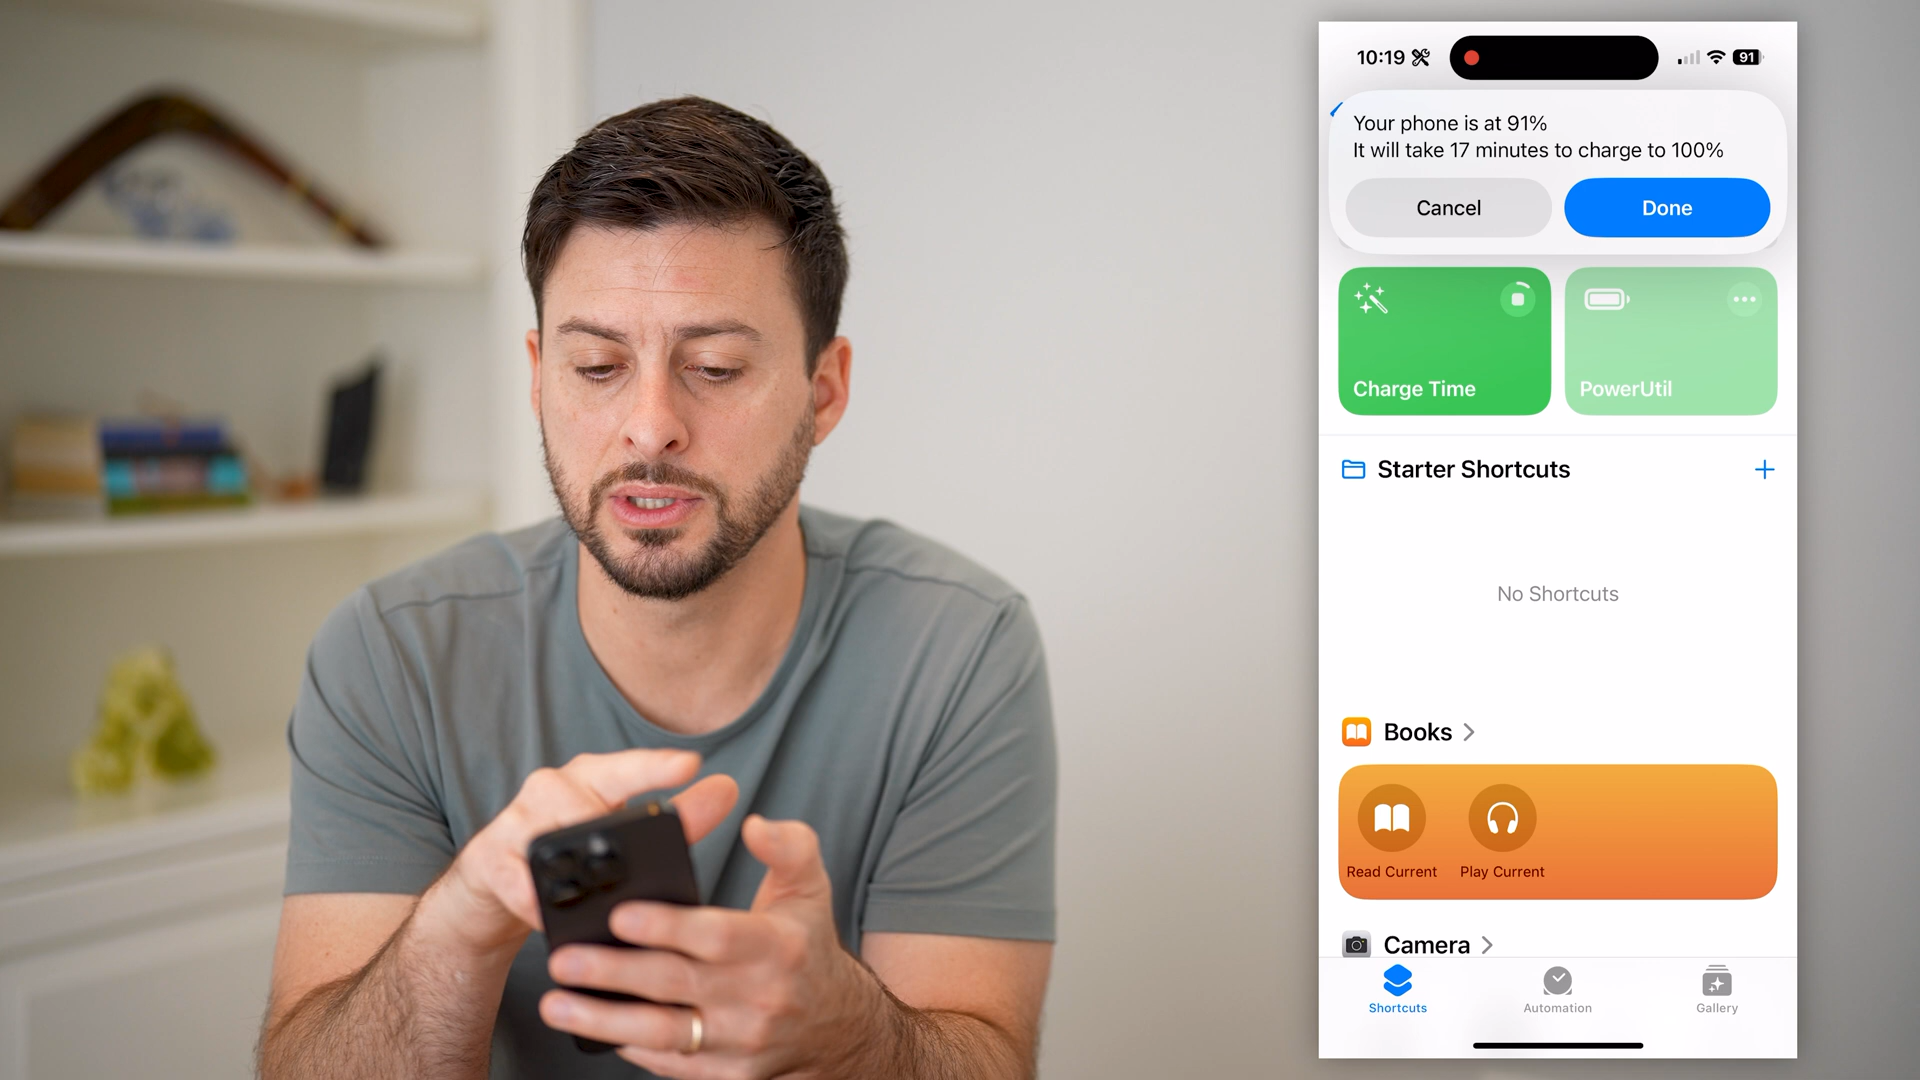 10:19
91
Your phone is at 91%
It will take 17 minutes to charge to 100%
Cancel
Done
Charge Time
PowerUtil
Starter Shortcuts
No Shortcuts
Books
Read Current
Play Current
Camera
Shortcuts
Automation
Gallery